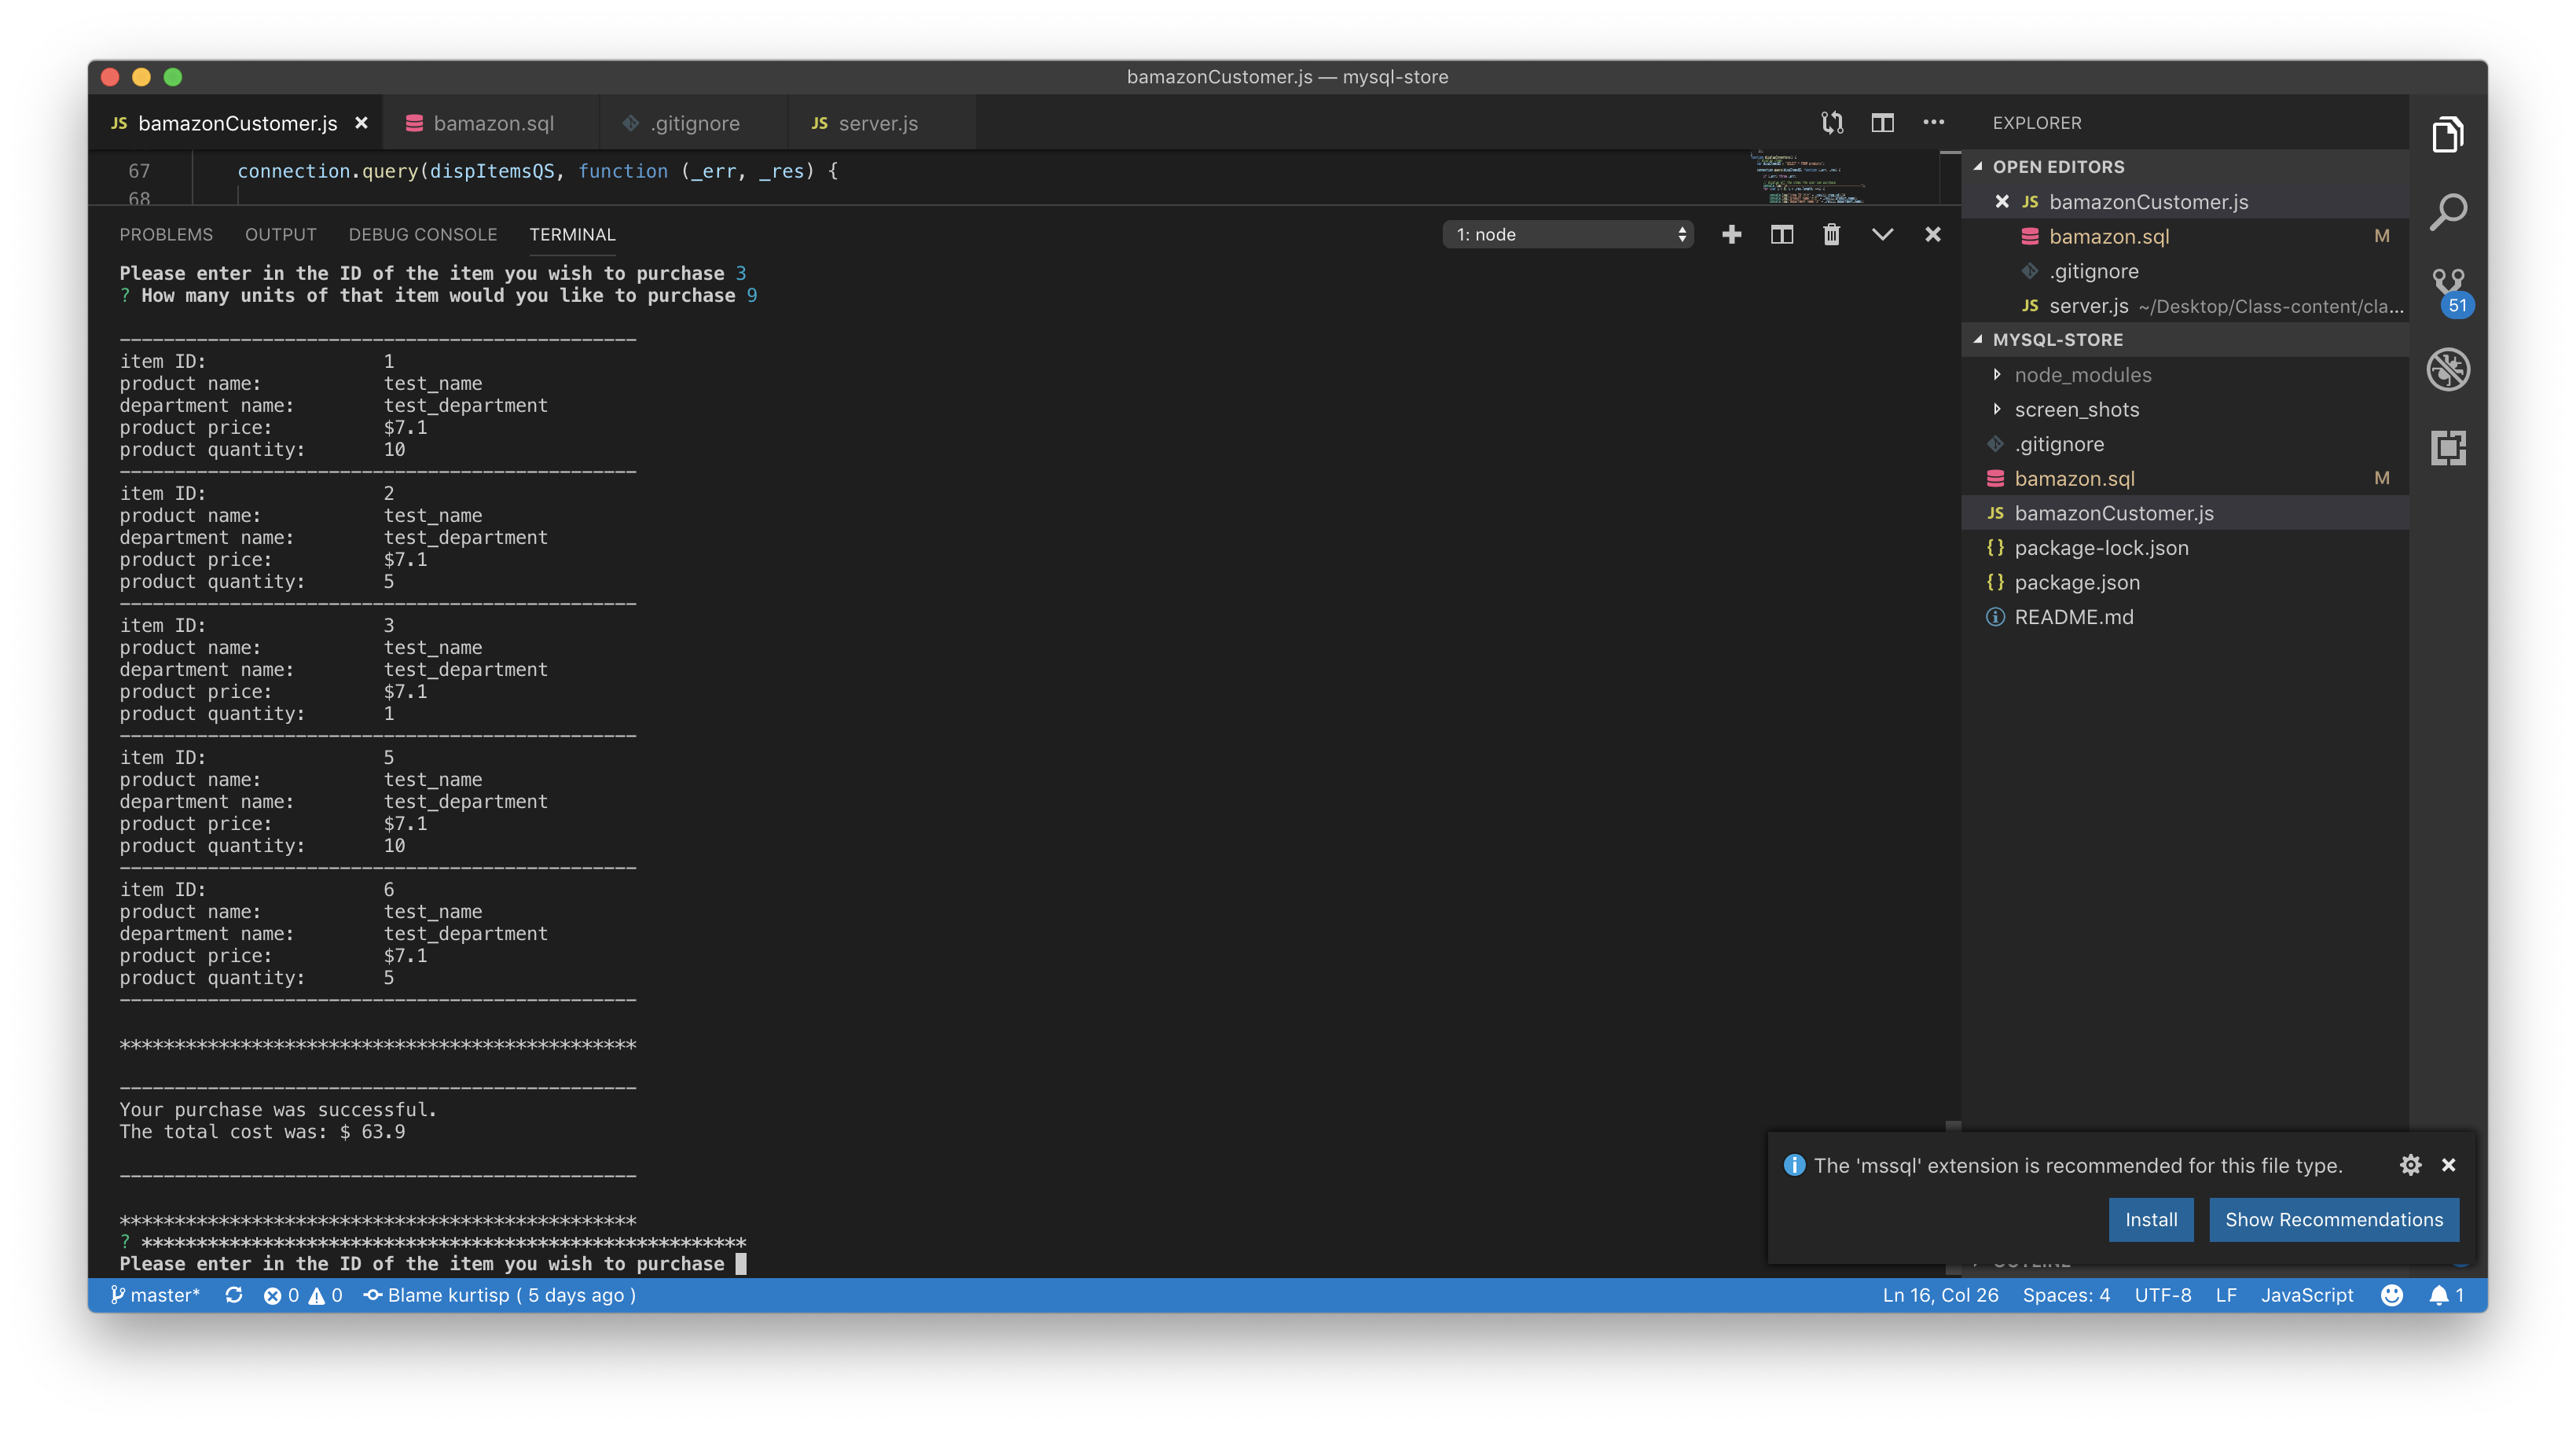 bamazonCustomer.js — mysql-store
JS bamazonCustomer.js
bamazon.sql
.gitignore
JS server.js
67 connection.query(dispItemsQS, function (_err, _res) {
68
PROBLEMS OUTPUT DEBUG CONSOLE TERMINAL
1: node
Please enter in the ID of the item you wish to purchase 3
? How many units of that item would you like to purchase 9
-----------------------------------------------
item ID: 1
product name: test_name
department name: test_department
product price: $7.1
product quantity: 10
-----------------------------------------------
item ID: 2
product name: test_name
department name: test_department
product price: $7.1
product quantity: 5
-----------------------------------------------
item ID: 3
product name: test_name
department name: test_department
product price: $7.1
product quantity: 1
-----------------------------------------------
item ID: 5
product name: test_name
department name: test_department
product price: $7.1
product quantity: 10
-----------------------------------------------
item ID: 6
product name: test_name
department name: test_department
product price: $7.1
product quantity: 5
-----------------------------------------------
***********************************************
-----------------------------------------------
Your purchase was successful.
The total cost was: $ 63.9
-----------------------------------------------
***********************************************
? *******************************************************
Please enter in the ID of the item you wish to purchase
EXPLORER
OPEN EDITORS
JS bamazonCustomer.js
bamazon.sql M
.gitignore
JS server.js ~/Desktop/Class-content/cla...
MYSQL-STORE
node_modules
screen_shots
.gitignore
bamazon.sql M
JS bamazonCustomer.js
{} package-lock.json
{} package.json
README.md
51
The 'mssql' extension is recommended for this file type.
Install
Show Recommendations
OUTLINE
master* 0 0 Blame kurtisp ( 5 days ago )
Ln 16, Col 26 Spaces: 4 UTF-8 LF JavaScript 1